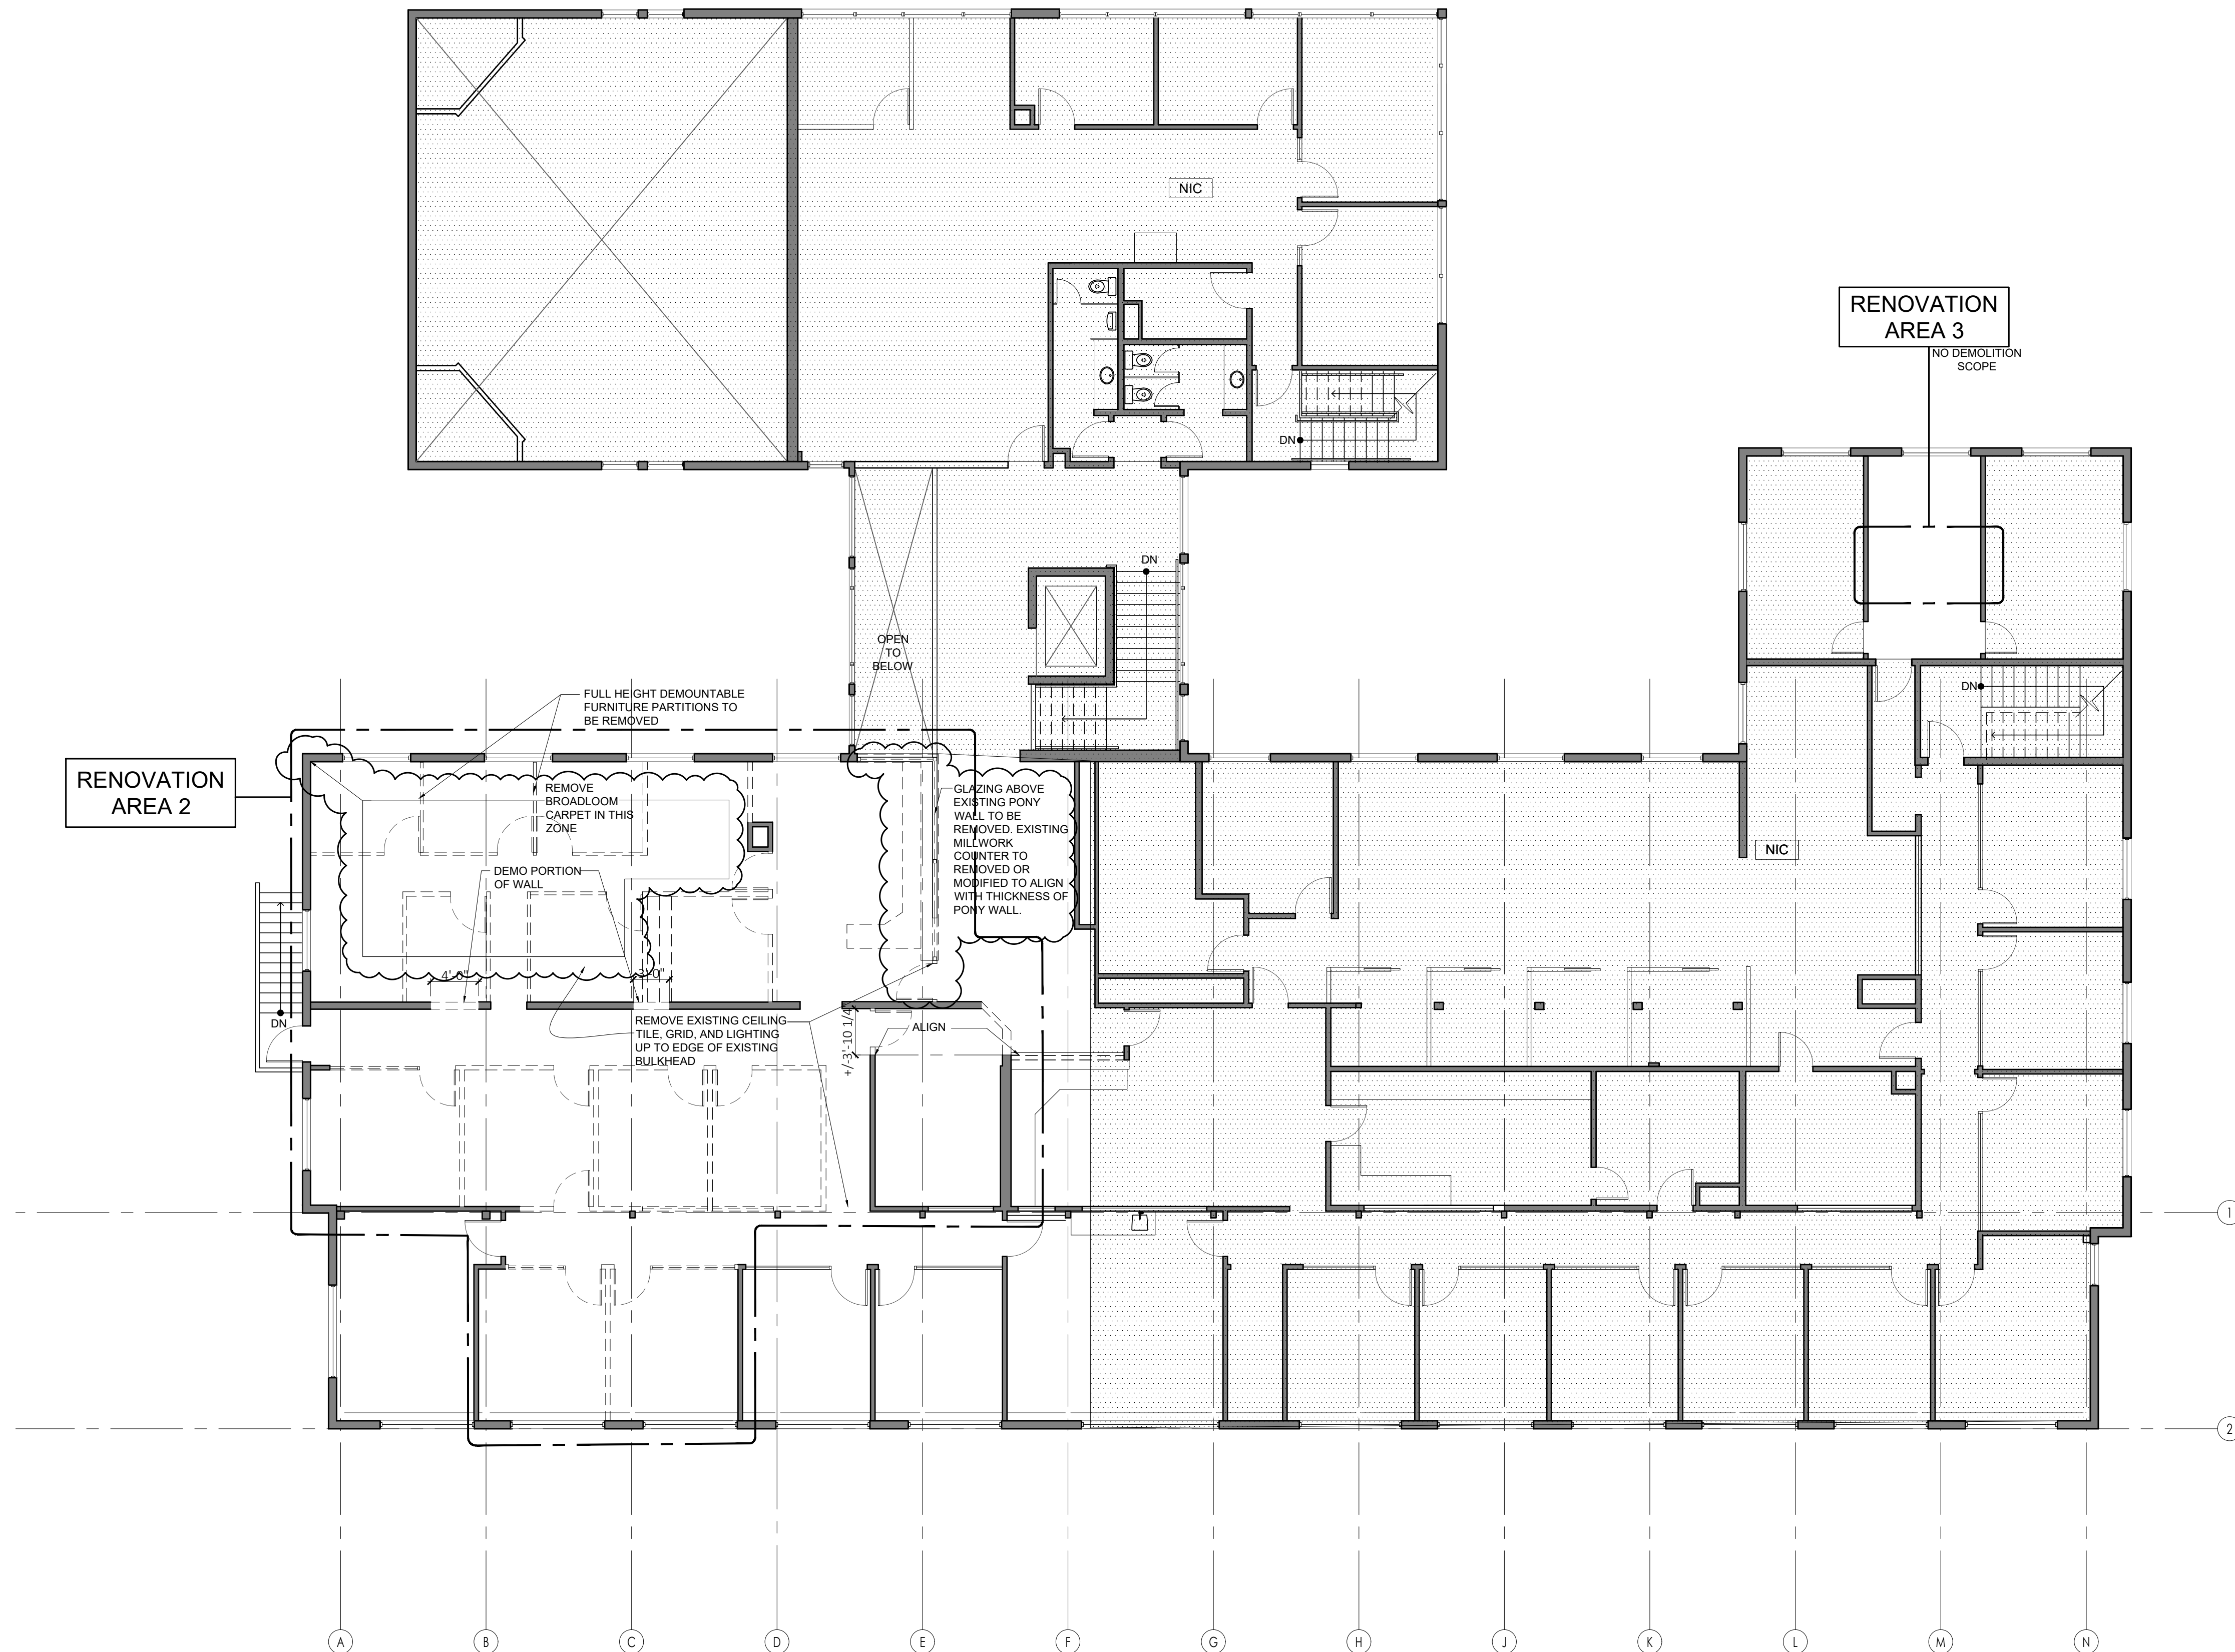 NIC
RENOVATION
AREA 3
NO DEMOLITION
SCOPE
DN
DN
OPEN
TO
BELOW
DN
FULL HEIGHT DEMOUNTABLE
FURNITURE PARTITIONS TO
BE REMOVED
RENOVATION
AREA 2
REMOVE
BROADLOOM
CARPET IN THIS
ZONE
GLAZING ABOVE
EXISTING PONY
WALL TO BE
REMOVED. EXISTING
MILLWORK
COUNTER TO
REMOVED OR
MODIFIED TO ALIGN
WITH THICKNESS OF
PONY WALL.
NIC
DEMO PORTION
OF WALL
4'-0"
3'-0"
DN
REMOVE EXISTING CEILING
TILE, GRID, AND LIGHTING
UP TO EDGE OF EXISTING
BULKHEAD
+/-3'-10 1/4"
ALIGN
1
2
A B C D E F G H J K L M N